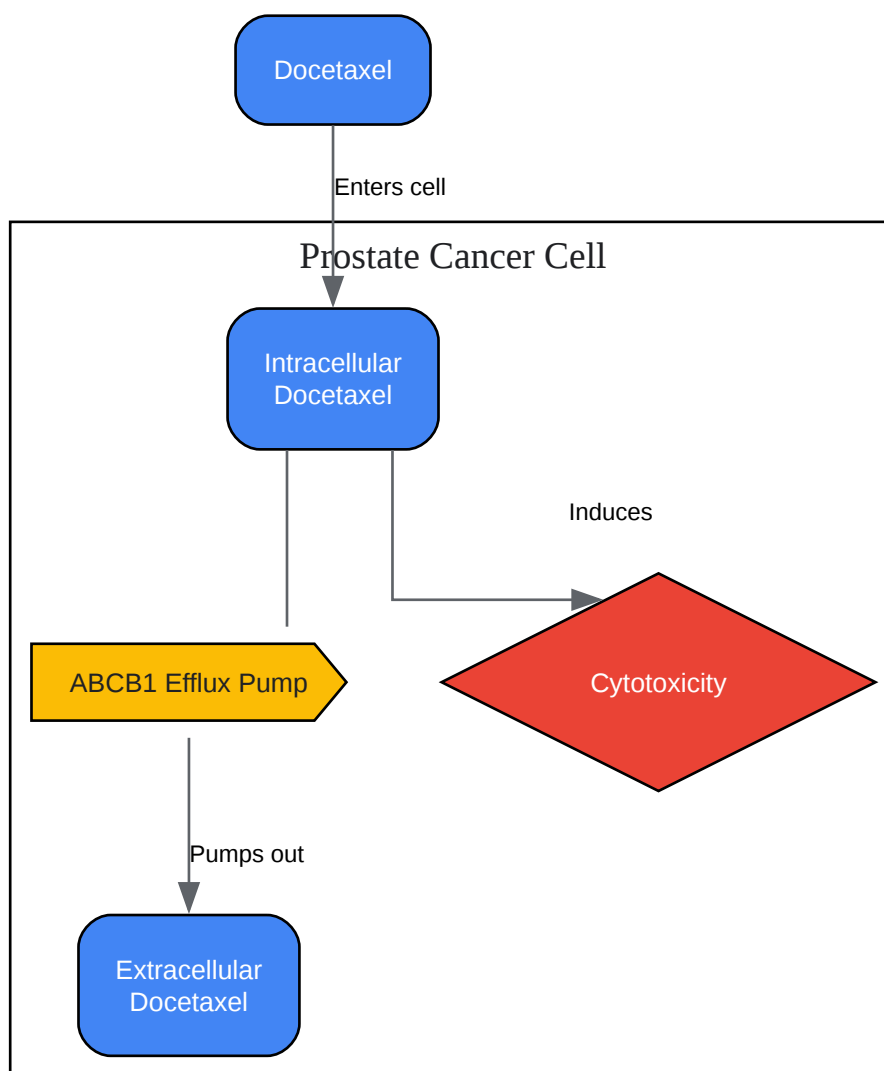 Docetaxel
Enters cell
Prostate Cancer Cell
Intracellular
Docetaxel
Induces
ABCB1 Efflux Pump
Cytotoxicity
Pumps out
Extracellular
Docetaxel